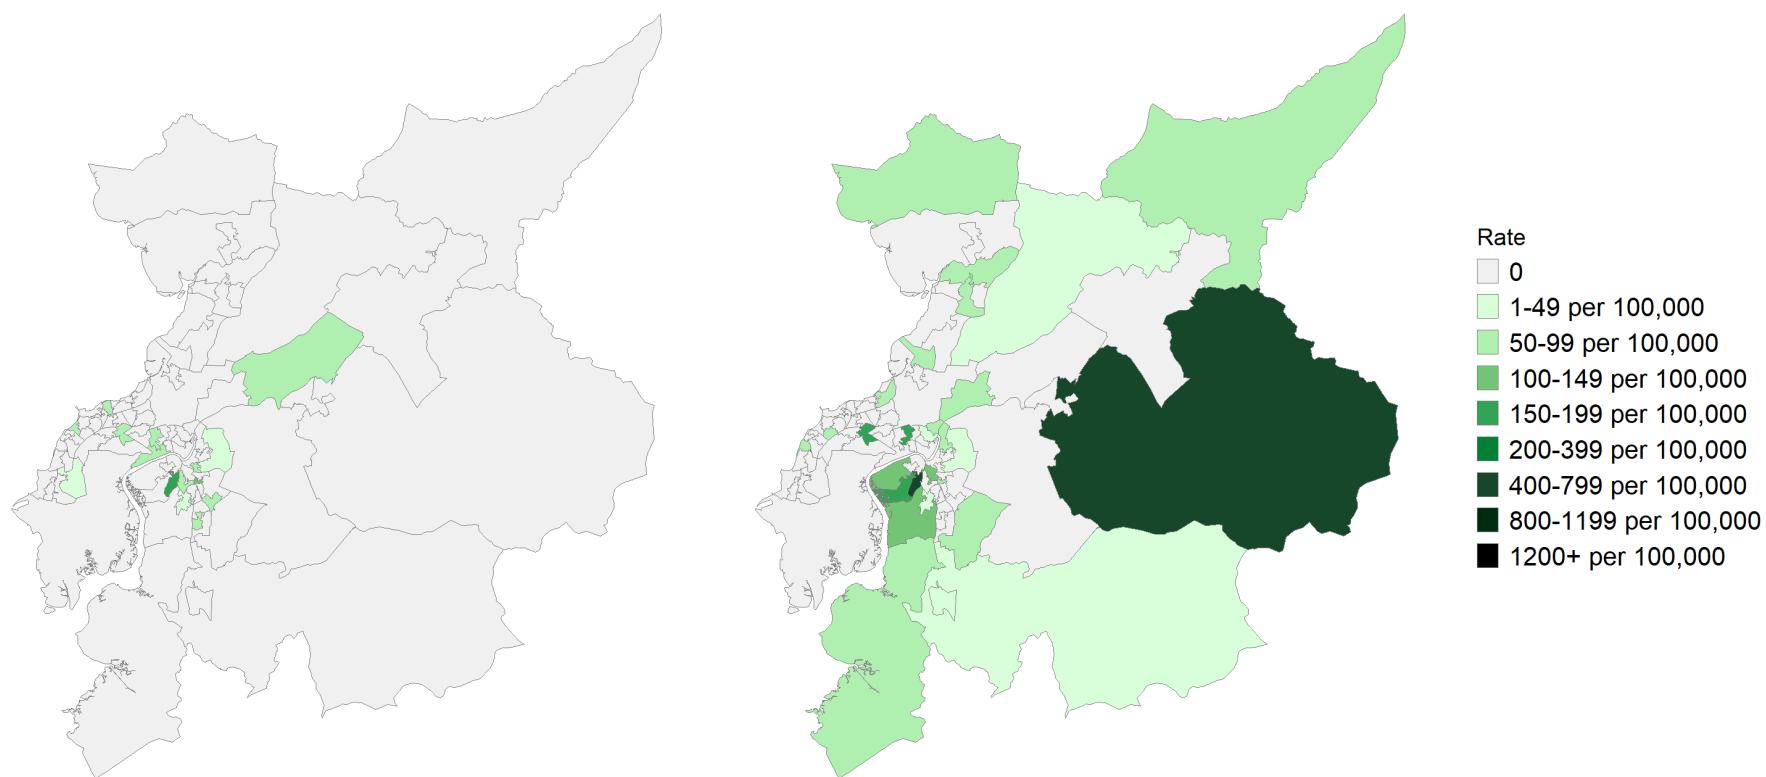 Rate
0
1-49 per 100,000
50-99 per 100,000
100-149 per 100,000
150-199 per 100,000
200-399 per 100,000
400-799 per 100,000
800-1199 per 100,000
1200+ per 100,000